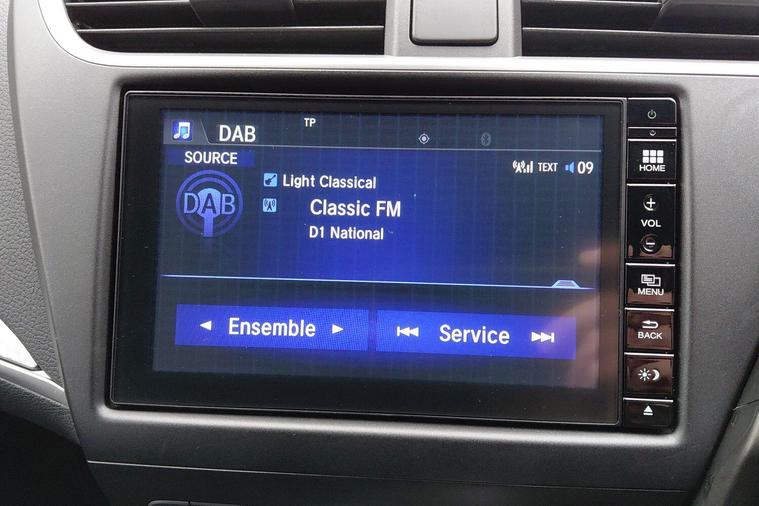 DAB
TP
SOURCE
TEXT 09
DAB
Light Classical
Classic FM
D1 National
Ensemble
Service
HOME
VOL
MENU
BACK